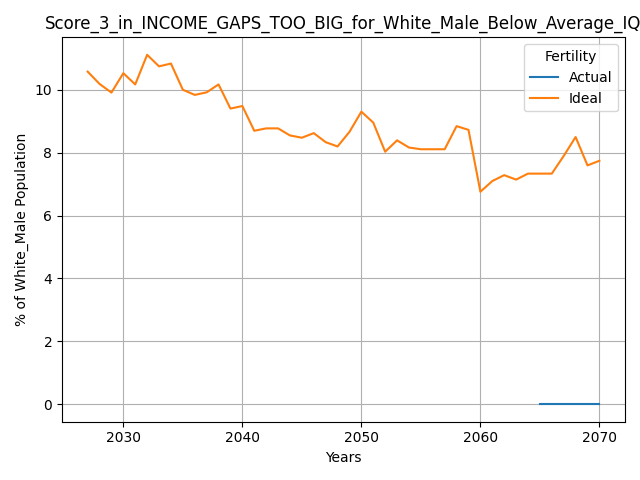 Score_3_in_INCOME_GAPS_TOO_BIG_for_White_Male_Below_Average_IQ
Fertility
Actual
Ideal
% of White_Male Population
10
8
6
4
2
0
2030 2040 2050 2060 2070
Years